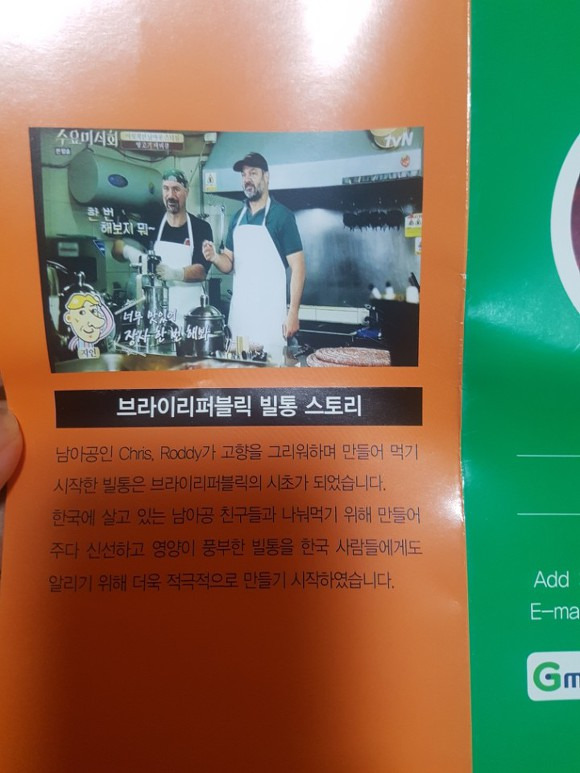 수요미식회
tvN
한 번
해보지 뭐~
너무 맛있어
장사 한 번 해봐
지인
브라이리퍼블릭 빌통 스토리
남아공인 Chris, Roddy가 고향을 그리워하며 만들어 먹기
시작한 빌통은 브라이리퍼블릭의 시초가 되었습니다.
한국에 살고 있는 남아공 친구들과 나눠먹기 위해 만들어
주다 신선하고 영양이 풍부한 빌통을 한국 사람들에게도
알리기 위해 더욱 적극적으로 만들기 시작하였습니다.
Add
E-ma
Gm